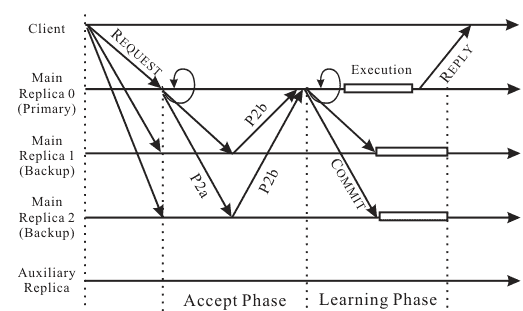 Client
REQUEST
Main
Replica 0
(Primary)
Execution
REPLY
P2b
Main
Replica 1
(Backup)
P2a
P2b
COMMIT
Main
Replica 2
(Backup)
Auxiliary
Replica
Accept Phase
Learning Phase